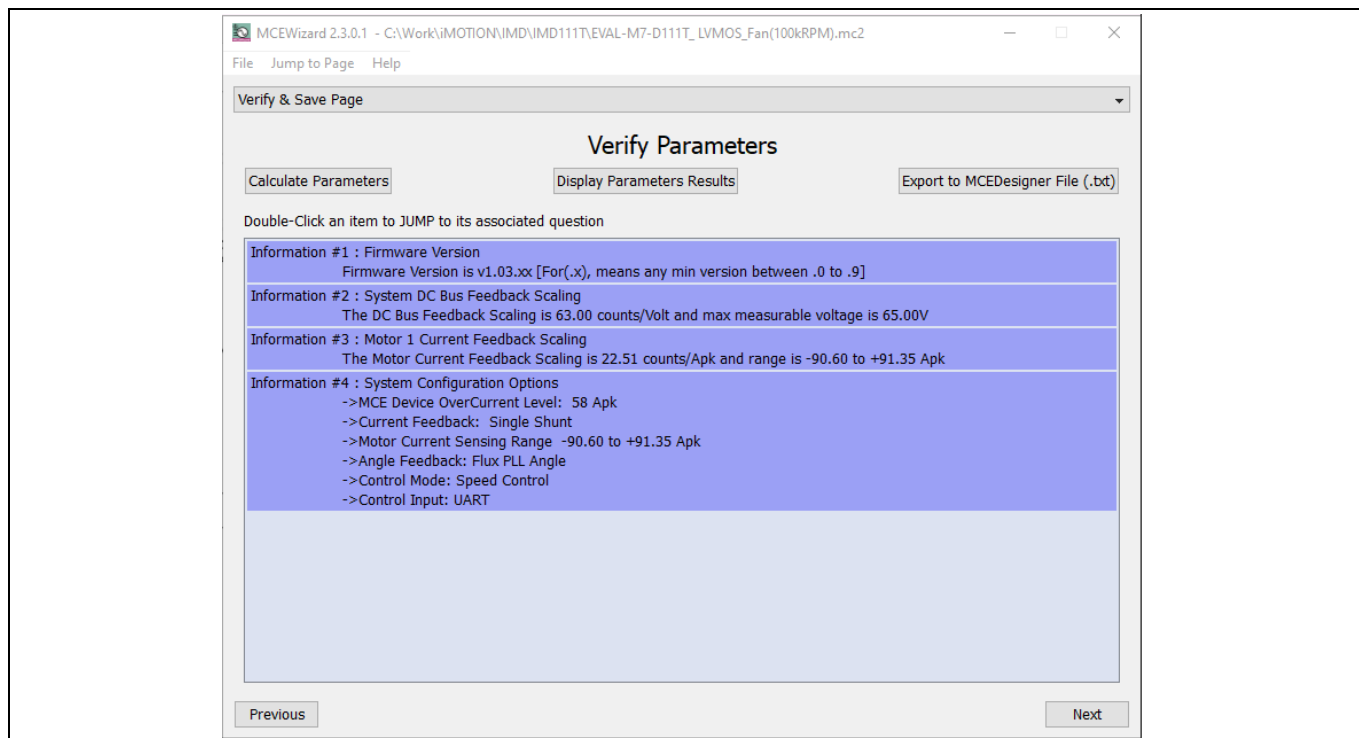 MCEWizard 2.3.0.1 - C:\Work\iMOTION\IMD\IMD111T\EVAL-M7-D111T_ LVMOS_Fan(100kRPM).mc2
File Jump to Page Help
Verify & Save Page
Verify Parameters
Calculate Parameters Display Parameters Results Export to MCEDesigner File (.txt)
Double-Click an item to JUMP to its associated question
Information #1 : Firmware Version
Firmware Version is v1.03.xx [For(.x), means any min version between .0 to .9]
Information #2 : System DC Bus Feedback Scaling
The DC Bus Feedback Scaling is 63.00 counts/Volt and max measurable voltage is 65.00V
Information #3 : Motor 1 Current Feedback Scaling
The Motor Current Feedback Scaling is 22.51 counts/Apk and range is -90.60 to +91.35 Apk
Information #4 : System Configuration Options
->MCE Device OverCurrent Level: 58 Apk
->Current Feedback: Single Shunt
->Motor Current Sensing Range -90.60 to +91.35 Apk
->Angle Feedback: Flux PLL Angle
->Control Mode: Speed Control
->Control Input: UART
Previous Next